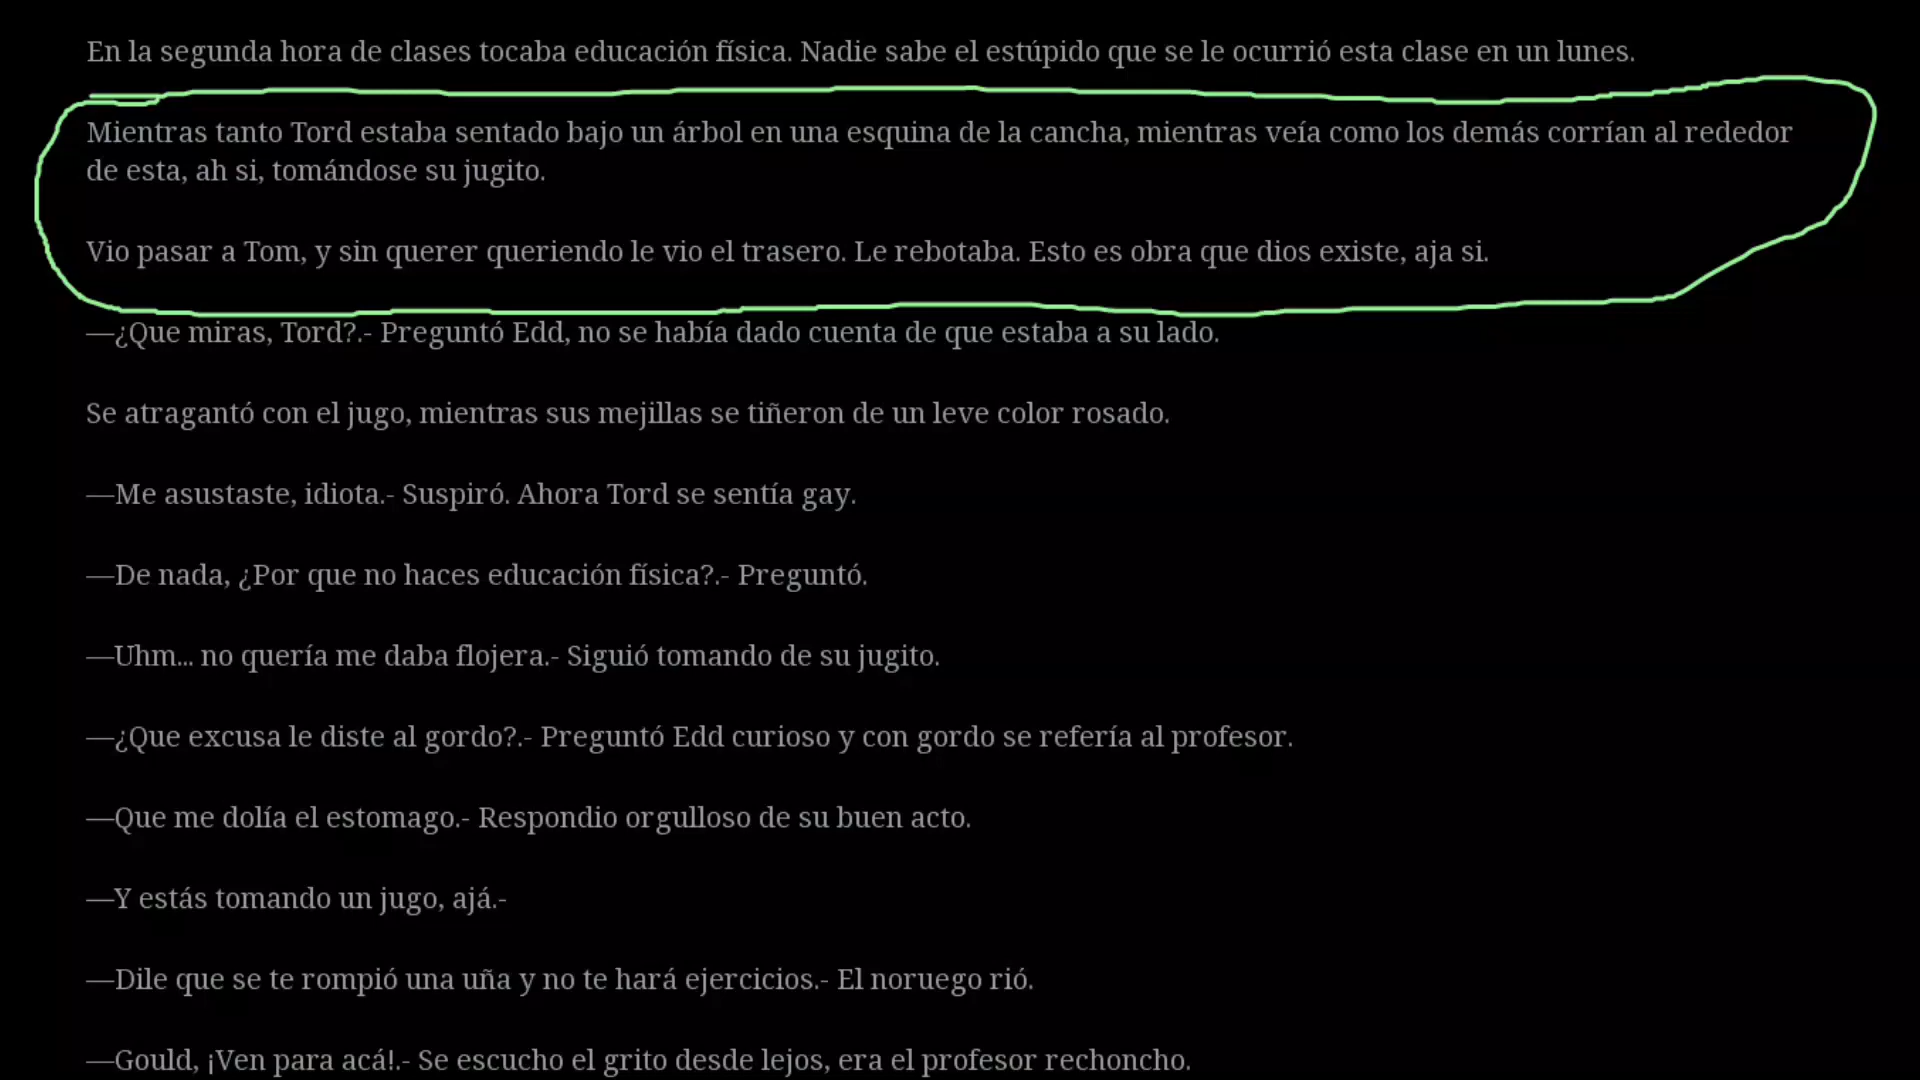 En la segunda hora de clases tocaba educación física. Nadie sabe el estúpido que se le ocurrió esta clase en un lunes.
Mientras tanto Tord estaba sentado bajo un árbol en una esquina de la cancha, mientras veía como los demás corrían al rededor
de esta, ah si, tomándose su jugito.
Vio pasar a Tom, y sin querer queriendo le vio el trasero. Le rebotaba. Esto es obra que dios existe, aja si.
—¿Que miras, Tord?.- Preguntó Edd, no se había dado cuenta de que estaba a su lado.
Se atragantó con el jugo, mientras sus mejillas se tiñeron de un leve color rosado.
—Me asustaste, idiota.- Suspiró. Ahora Tord se sentía gay.
—De nada, ¿Por que no haces educación física?.- Preguntó.
—Uhm... no quería me daba flojera.- Siguió tomando de su jugito.
—¿Que excusa le diste al gordo?.- Preguntó Edd curioso y con gordo se refería al profesor.
—Que me dolía el estomago.- Respondio orgulloso de su buen acto.
—Y estás tomando un jugo, ajá.-
—Dile que se te rompió una uña y no te hará ejercicios.- El noruego rió.
—Gould, ¡Ven para acá!.- Se escucho el grito desde lejos, era el profesor rechoncho.